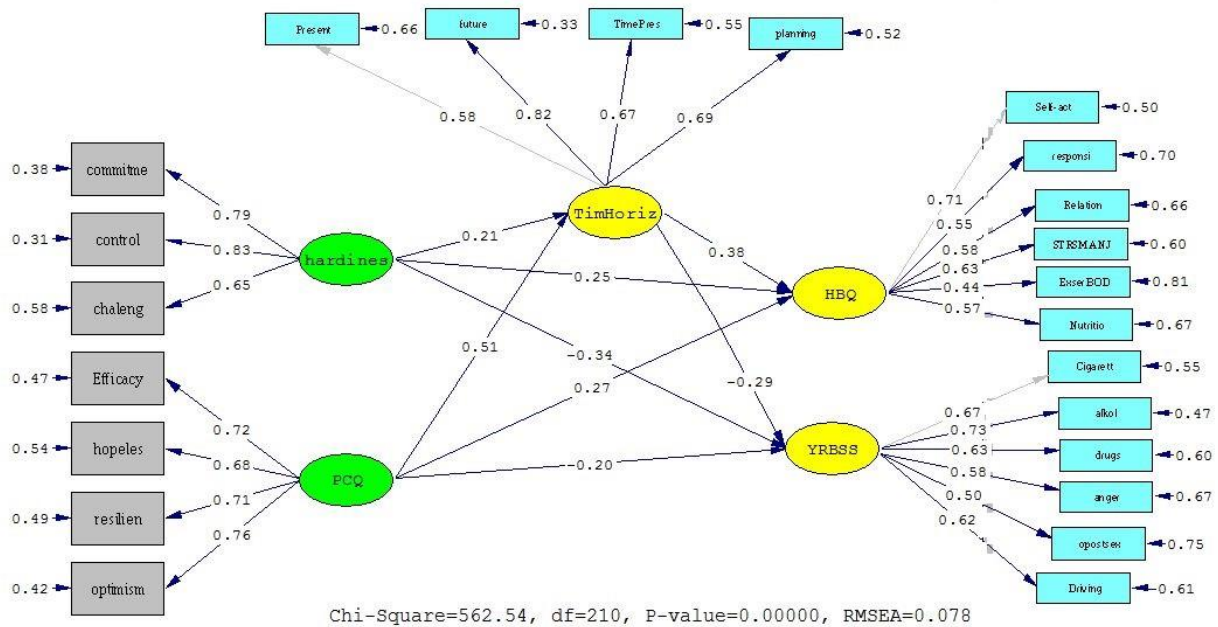 Present
0.66
future
0.33
TimePres
0.55
planning
0.52
0.58
0.82
0.67
0.69
0.38
commitme
0.31
control
0.58
chaleng
0.47
Efficacy
0.54
hopeles
0.49
resilien
0.42
optimism
0.79
0.83
0.65
hardines
0.72
0.68
0.71
0.76
PCQ
TimHoriz
0.21
0.25
0.51
-0.34
0.27
-0.20
0.38
-0.29
HBQ
YRBSS
0.71
0.55
0.58
0.63
0.44
0.57
Self-act
0.50
responsi
0.70
Relation
0.66
STRSMANJ
0.60
ExserBOD
0.81
Nutritio
0.67
0.67
0.73
0.63
0.58
0.50
0.62
Cigarett
0.55
alkol
0.47
drugs
0.60
anger
0.67
opostsex
0.75
Driving
0.61
Chi-Square=562.54, df=210, P-value=0.00000, RMSEA=0.078